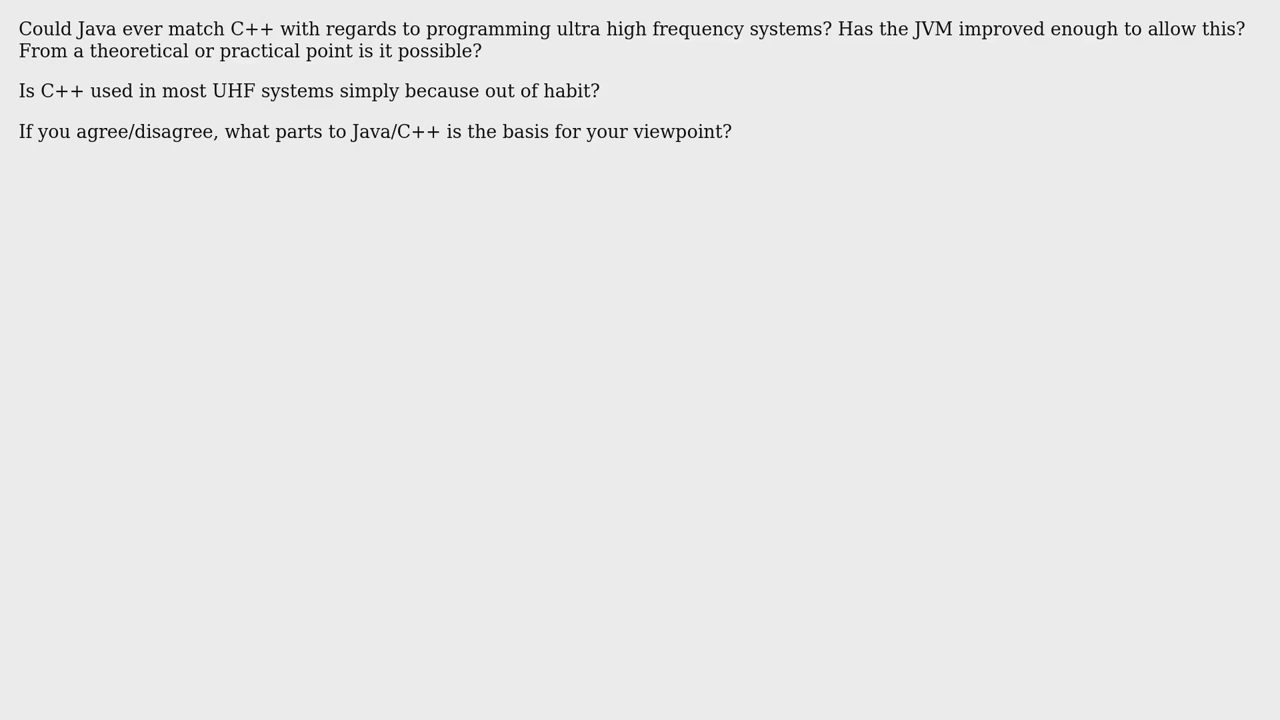 Could Java ever match C++ with regards to programming ultra high frequency systems? Has the JVM improved enough to allow this?
From a theoretical or practical point is it possible?
Is C++ used in most UHF systems simply because out of habit?
If you agree/disagree, what parts to Java/C++ is the basis for your viewpoint?